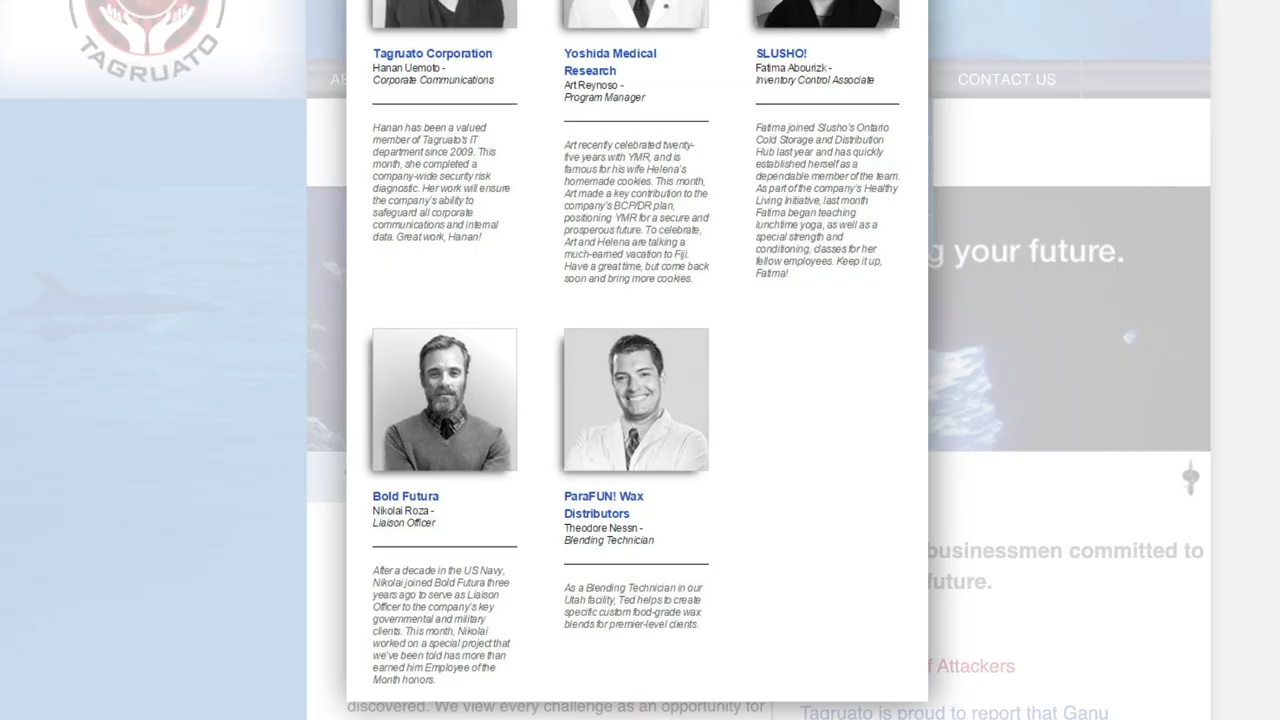 TAGRUATO
AB
CONTACT US
Tagruato Corporation
Hanan Uemoto -
Corporate Communications
Hanan has been a valued
member of Tagruato's IT
department since 2009. This
month, she completed a
company-wide security risk
diagnostic. Her work will ensure
the company's ability to
safeguard all corporate
communications and internal
data. Great work, Hanan!
Yoshida Medical
Research
Art Reynoso -
Program Manager
Art recently celebrated twenty-
five years with YMR, and is
famous for his wife Helena's
homemade cookies. This month,
Art made a key contribution to the
company's BCP/DR plan,
positioning YMR for a secure and
prosperous future. To celebrate,
Art and Helena are talking a
much-earned vacation to Fiji.
Have a great time, but come back
soon and bring more cookies.
SLUSHO!
Fatima Abourizk -
Inventory Control Associate
Fatima joined Slusho's Ontario
Cold Storage and Distribution
Hub last year and has quickly
established herself as a
dependable member of the team.
As part of the company's Healthy
Living Initiative, last month
Fatima began teaching
lunchtime yoga, as well as a
special strength and
conditioning, classes for her
fellow employees. Keep it up,
Fatima!
g your future.
Bold Futura
Nikolai Roza -
Liaison Officer
After a decade in the US Navy,
Nikolai joined Bold Futura three
years ago to serve as Liaison
Officer to the company's key
governmental and military
clients. This month, Nikolai
worked on a special project that
we've been told has more than
earned him Employee of the
Month honors.
ParaFUN! Wax
Distributors
Theodore Nessn -
Blending Technician
As a Blending Technician in our
Utah facility, Ted helps to create
specific custom food-grade wax
blends for premier-level clients.
businessmen committed to
future.
f Attackers
discovered. We view every challenge as an opportunity for
Tagruato is proud to report that Ganu